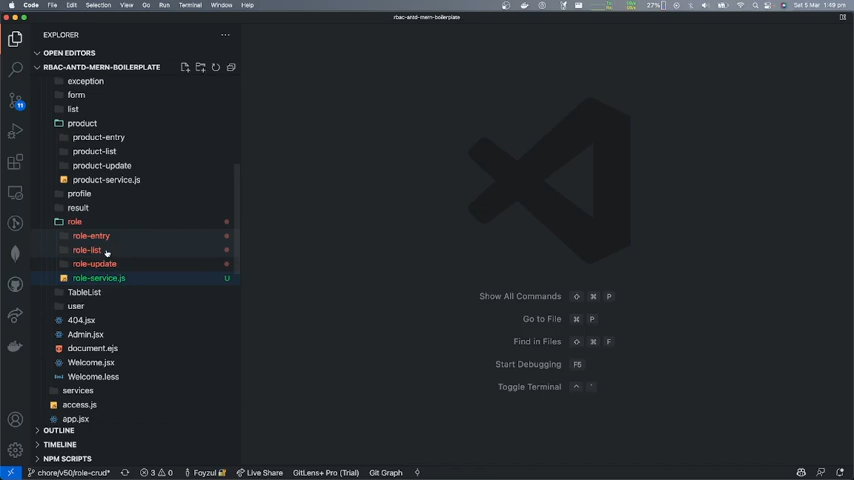 Code File Edit Selection View Go Run Terminal Window Help
27% Sat 5 Mar 1:49 pm
rbac-antd-mern-boilerplate
EXPLORER
OPEN EDITORS
RBAC-ANTD-MERN-BOILERPLATE
exception
form
list
product
product-entry
product-list
product-update
product-service.js
profile
result
role
role-entry
role-list
role-update
role-service.js U
TableList
user
404.jsx
Admin.jsx
document.ejs
Welcome.jsx
Welcome.less
services
access.js
app.jsx
OUTLINE
TIMELINE
NPM SCRIPTS
11
Show All Commands ⇧ ⌘ P
Go to File ⌘ P
Find in Files ⇧ ⌘ F
Start Debugging F5
Toggle Terminal ^ `
chore/v50/role-crud* 3 0 Foyzul Live Share GitLens+ Pro (Trial) Git Graph